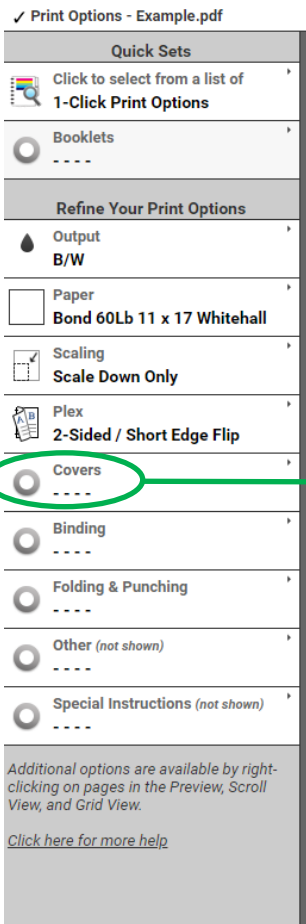 ✓ Print Options - Example.pdf
Quick Sets
Click to select from a list of
1-Click Print Options
Booklets
- - - -
Refine Your Print Options
Output
B/W
Paper
Bond 60Lb 11 x 17 Whitehall
Scaling
Scale Down Only
A B
Plex
2-Sided / Short Edge Flip
Covers
- - - -
Binding
- - - -
Folding & Punching
- - - -
Other (not shown)
- - - -
Special Instructions (not shown)
- - - -
Additional options are available by right-
clicking on pages in the Preview, Scroll
View, and Grid View.
Click here for more help